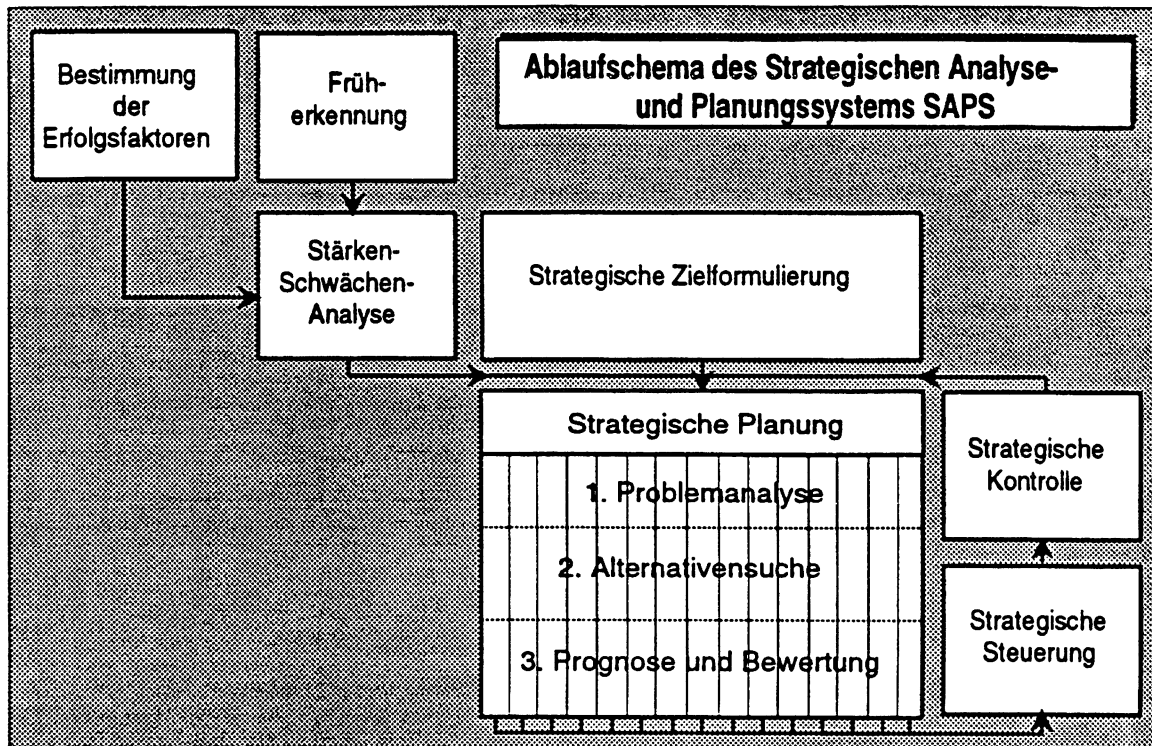 Bestimmung
der
Erfolgsfaktoren
Früh-
erkennung
Ablaufschema des Strategischen Analyse-
und Planungssystems SAPS
Stärken-
Schwächen-
Analyse
Strategische Zielformulierung
Strategische Planung
1. Problemanalyse
2. Alternativensuche
3. Prognose und Bewertung
Strategische
Kontrolle
Strategische
Steuerung